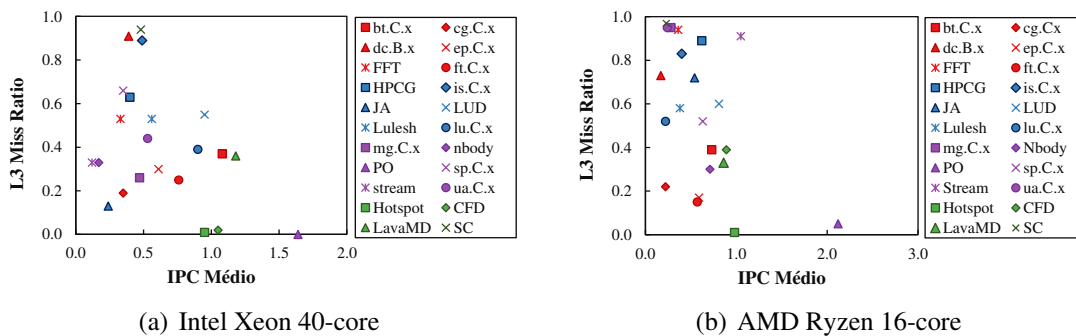 1.0
0.8
0.6
0.4
0.2
0.0
L3 Miss Ratio
0.0 0.5 1.0 1.5 2.0
IPC Médio
bt.C.x cg.C.x
dc.B.x ep.C.x
FFT ft.C.x
HPCG is.C.x
JA LUD
Lulesh lu.C.x
mg.C.x nbody
PO sp.C.x
stream ua.C.x
Hotspot CFD
LavaMD SC
(a) Intel Xeon 40-core
1.0
0.8
0.6
0.4
0.2
0.0
L3 Miss Ratio
0.0 1.0 2.0 3.0
IPC Médio
bt.C.x cg.C.x
dc.B.x ep.C.x
FFT ft.C.x
HPCG is.C.x
JA LUD
Lulesh lu.C.x
mg.C.x Nbody
PO sp.C.x
Stream ua.C.x
Hotspot CFD
LavaMD SC
(b) AMD Ryzen 16-core